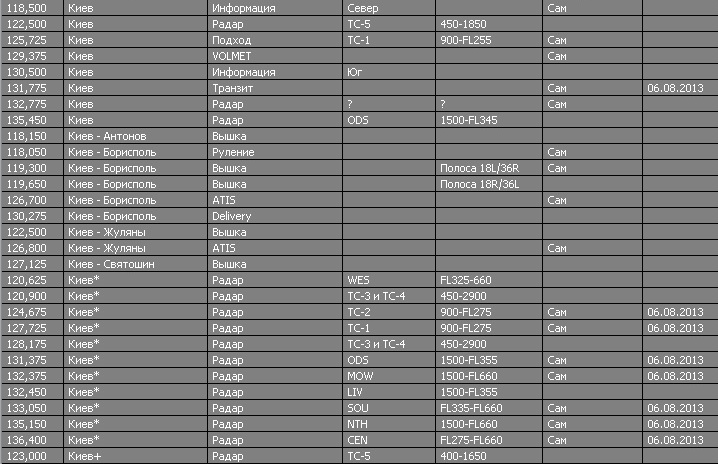 118,500 Киев Информация Север Сам
122,500 Киев Радар ТС-5 450-1850
125,725 Киев Подход ТС-1 900-FL255 Сам
129,375 Киев VOLMET Сам
130,500 Киев Информация Юг
131,775 Киев Транзит Сам 06.08.2013
132,775 Киев Радар ? ? Сам
135,450 Киев Радар ODS 1500-FL345
118,150 Киев - Антонов Вышка
118,050 Киев - Борисполь Руление Сам
119,300 Киев - Борисполь Вышка Полоса 18L/36R Сам
119,650 Киев - Борисполь Вышка Полоса 18R/36L
126,700 Киев - Борисполь ATIS Сам
130,275 Киев - Борисполь Delivery
122,500 Киев - Жуляны Вышка
126,800 Киев - Жуляны ATIS Сам
127,125 Киев - Святошин Вышка
120,625 Киев* Радар WES FL325-660
120,900 Киев* Радар ТС-3 и ТС-4 450-2900
124,675 Киев* Радар ТС-2 900-FL275 Сам 06.08.2013
127,725 Киев* Радар ТС-1 900-FL275 Сам 06.08.2013
128,175 Киев* Радар ТС-3 и ТС-4 450-2900
131,375 Киев* Радар ODS 1500-FL355 Сам 06.08.2013
132,375 Киев* Радар MOW 1500-FL660 Сам 06.08.2013
132,450 Киев* Радар LIV 1500-FL355
133,050 Киев* Радар SOU FL335-FL660 Сам 06.08.2013
135,150 Киев* Радар NTH 1500-FL660 Сам 06.08.2013
136,400 Киев* Радар CEN FL275-FL660 Сам 06.08.2013
123,000 Киев+ Радар ТС-5 400-1650